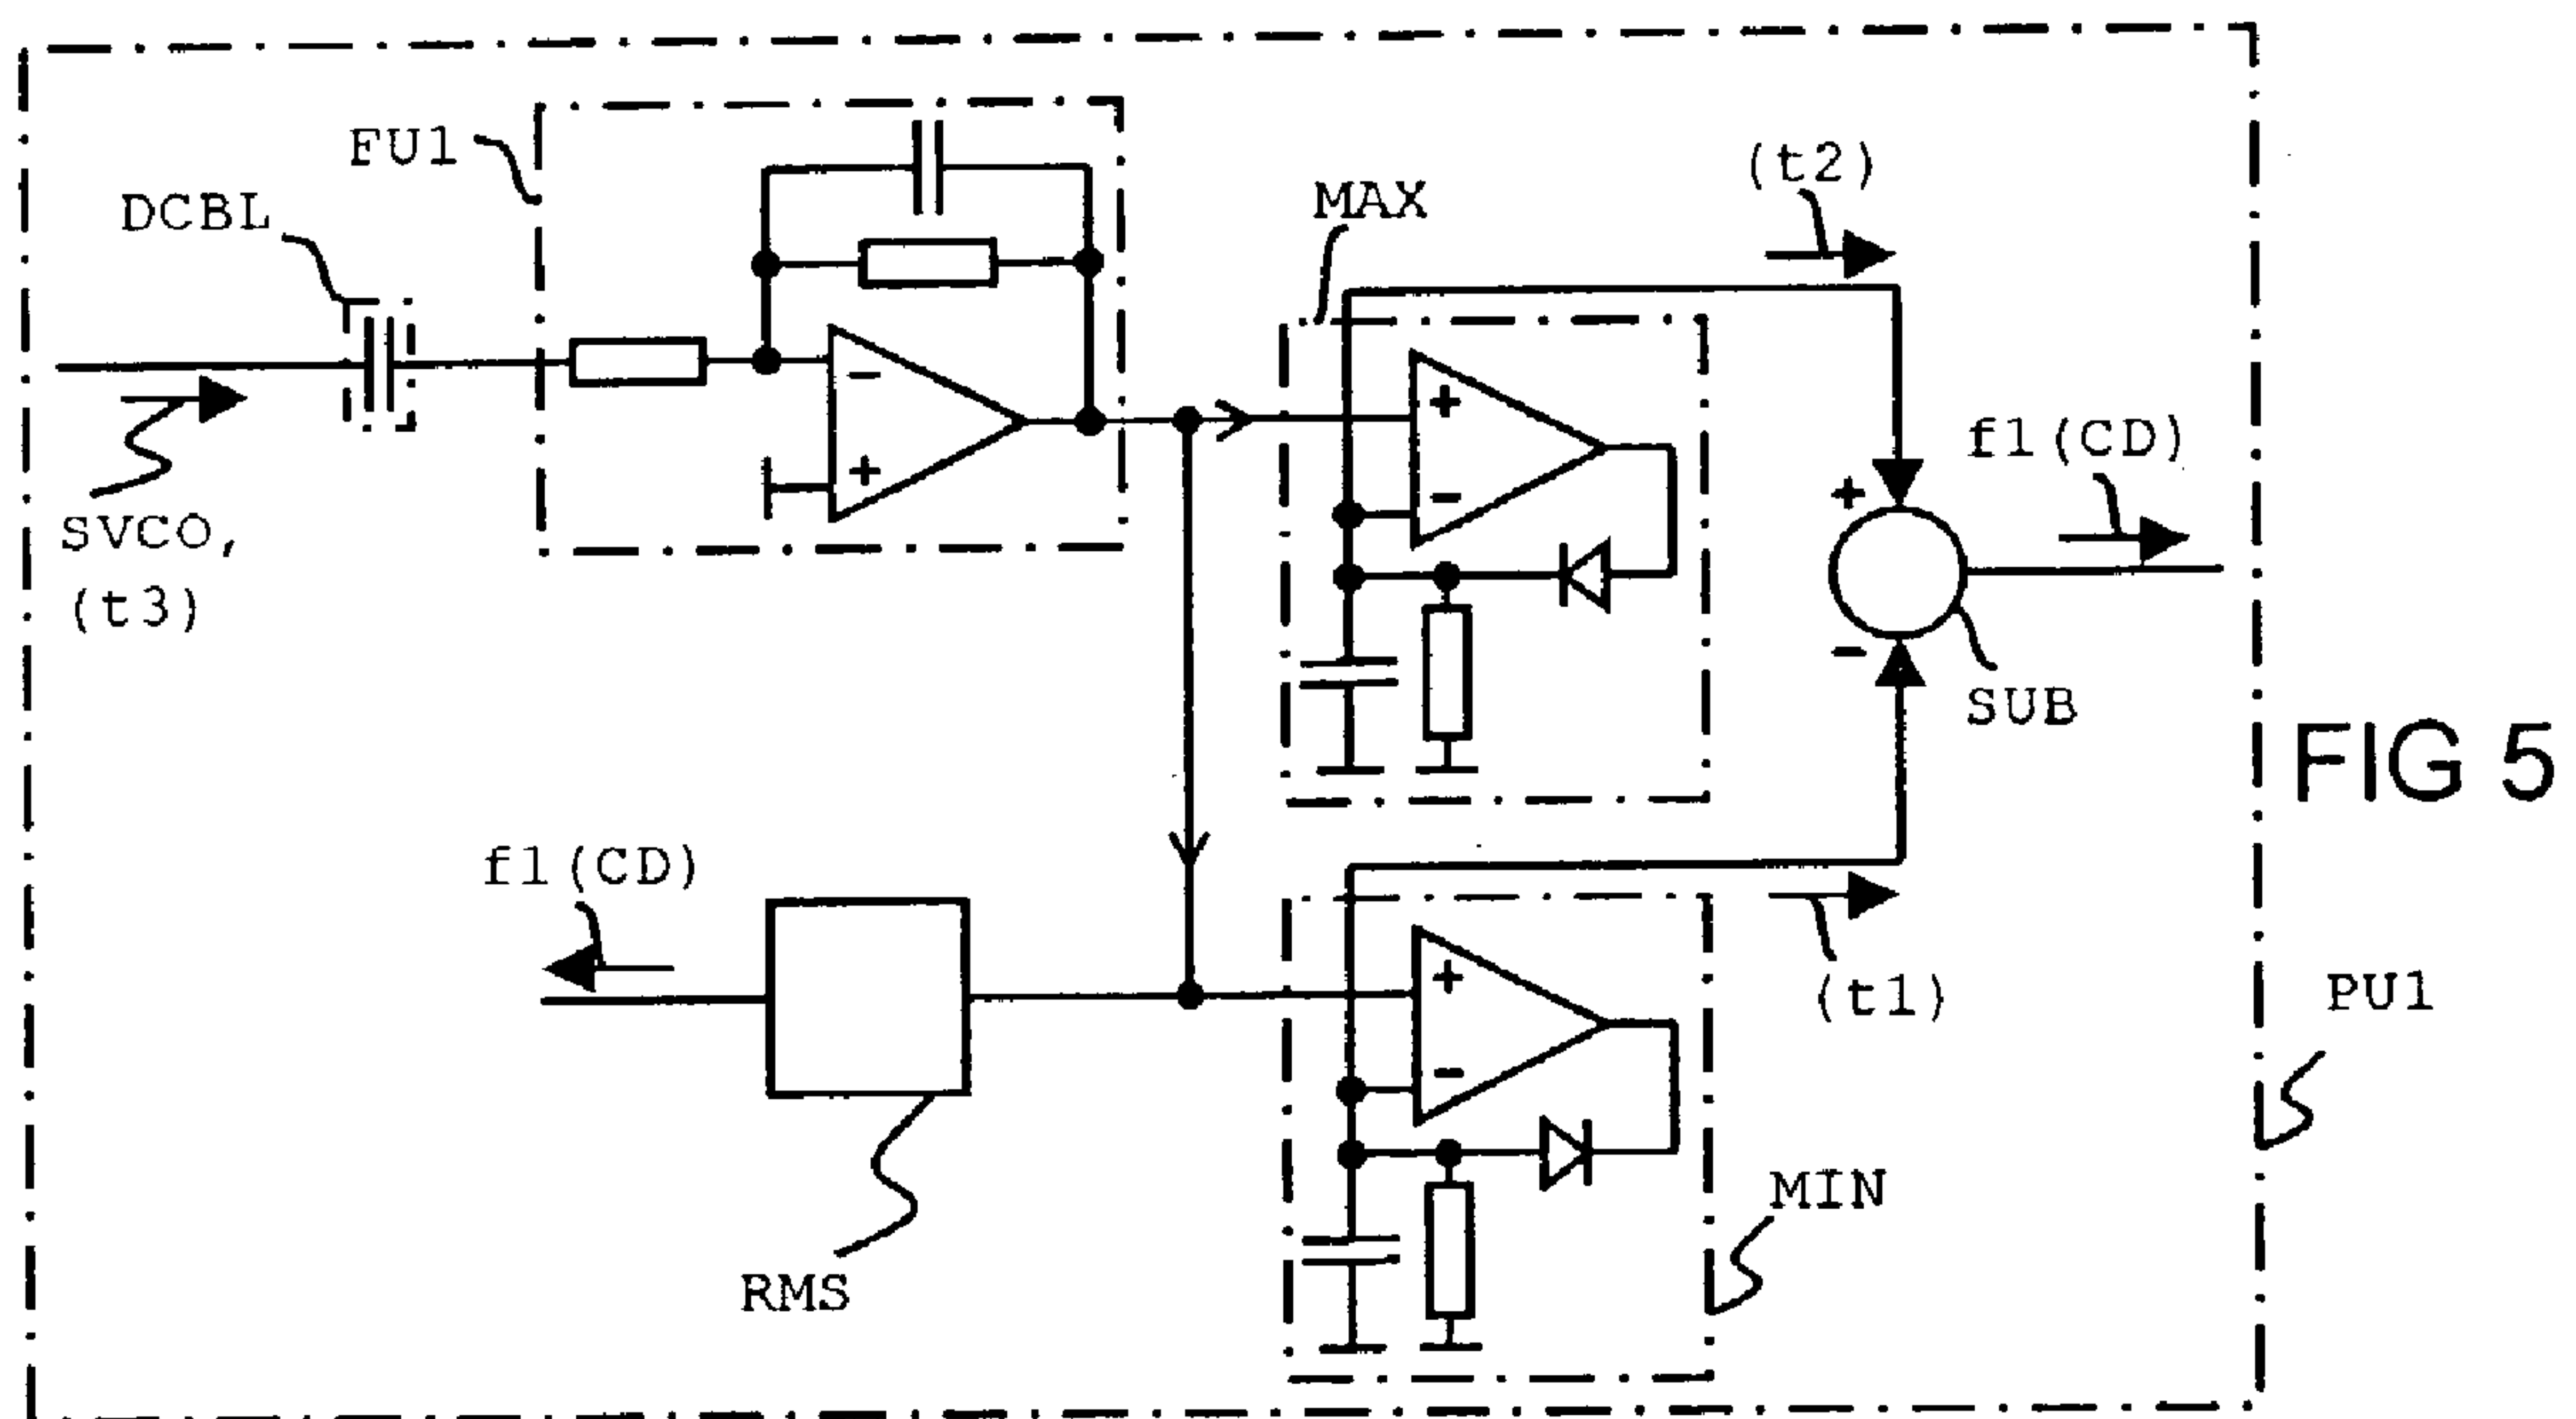 FU1
DCBL
MAX
(t2)
SVCO,
(t3)
-
+
+
-
+
f1(CD)
-
SUB
FIG 5
f1(CD)
+
-
(t1)
PU1
MIN
RMS